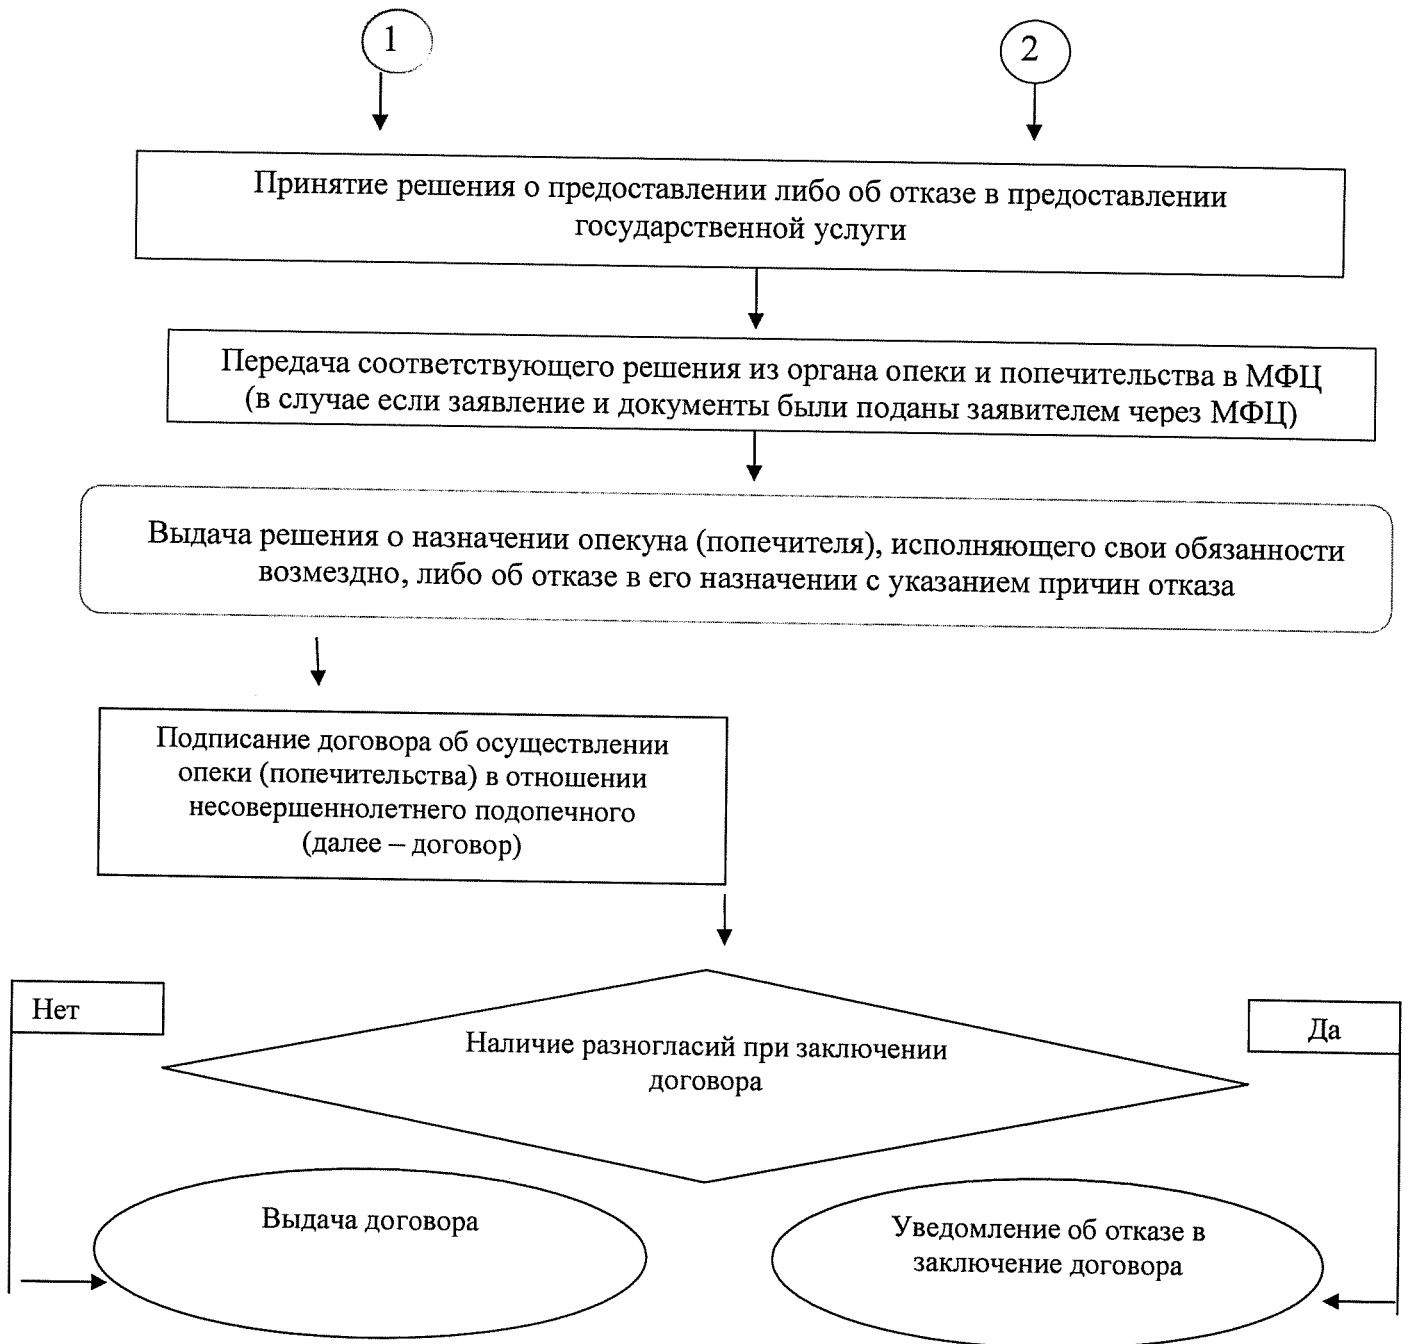 1
2
Принятие решения о предоставлении либо об отказе в предоставлении
государственной услуги
Передача соответствующего решения из органа опеки и попечительства в МФЦ
(в случае если заявление и документы были поданы заявителем через МФЦ)
Выдача решения о назначении опекуна (попечителя), исполняющего свои обязанности
возмездно, либо об отказе в его назначении с указанием причин отказа
Подписание договора об осуществлении
опеки (попечительства) в отношении
несовершеннолетнего подопечного
(далее – договор)
Нет
Наличие разногласий при заключении
договора
Да
Выдача договора
Уведомление об отказе в
заключение договора